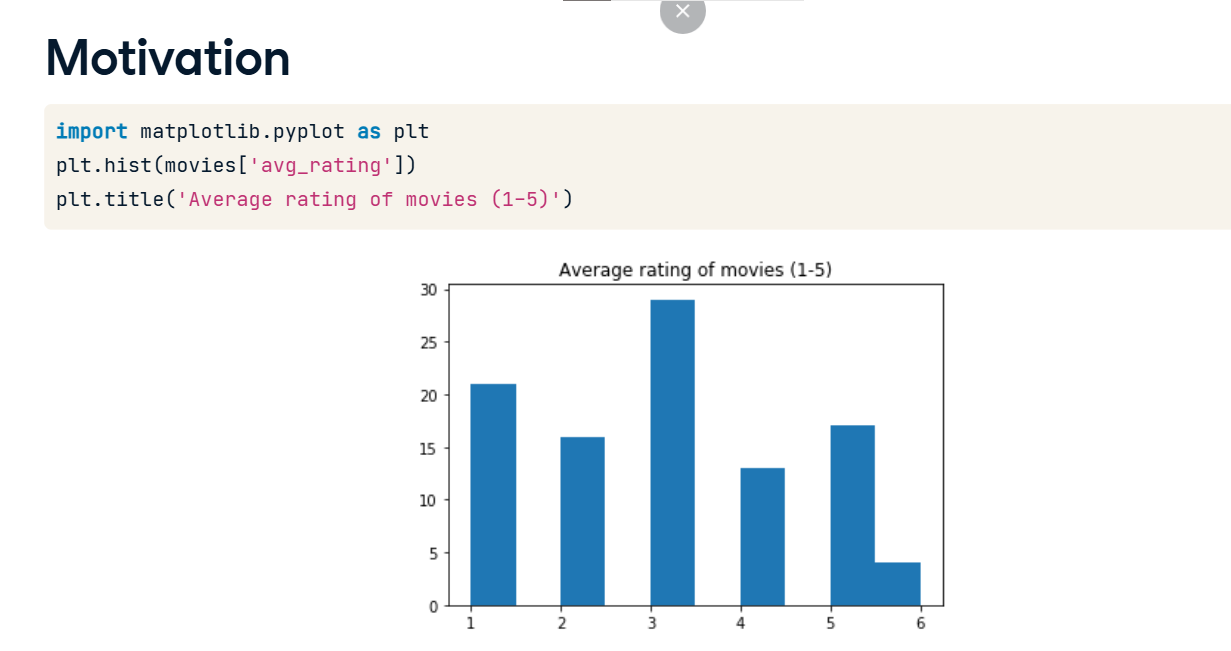 Motivation
import matplotlib.pyplot as plt
plt.hist(movies['avg_rating'])
plt.title('Average rating of movies (1-5)')
Average rating of movies (1-5)
30
25
20
15
10
5
0
1 2 3 4 5 6